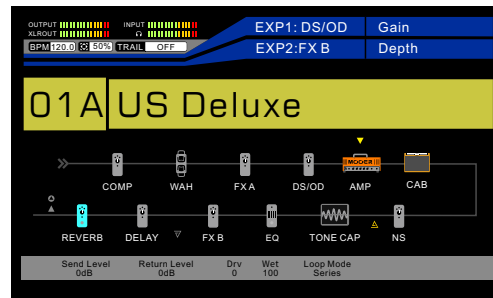 OUTPUT INPUT EXP1: DS/OD Gain
XLROUT
BPM 120.0 50% TRAIL OFF EXP2:FX B Depth
01A US Deluxe
MOOER
COMP WAH FX A DS/OD AMP CAB
REVERB DELAY FX B EQ TONE CAP NS
Send Level Return Level Drv Wet Loop Mode
0dB 0dB 0 100 Series